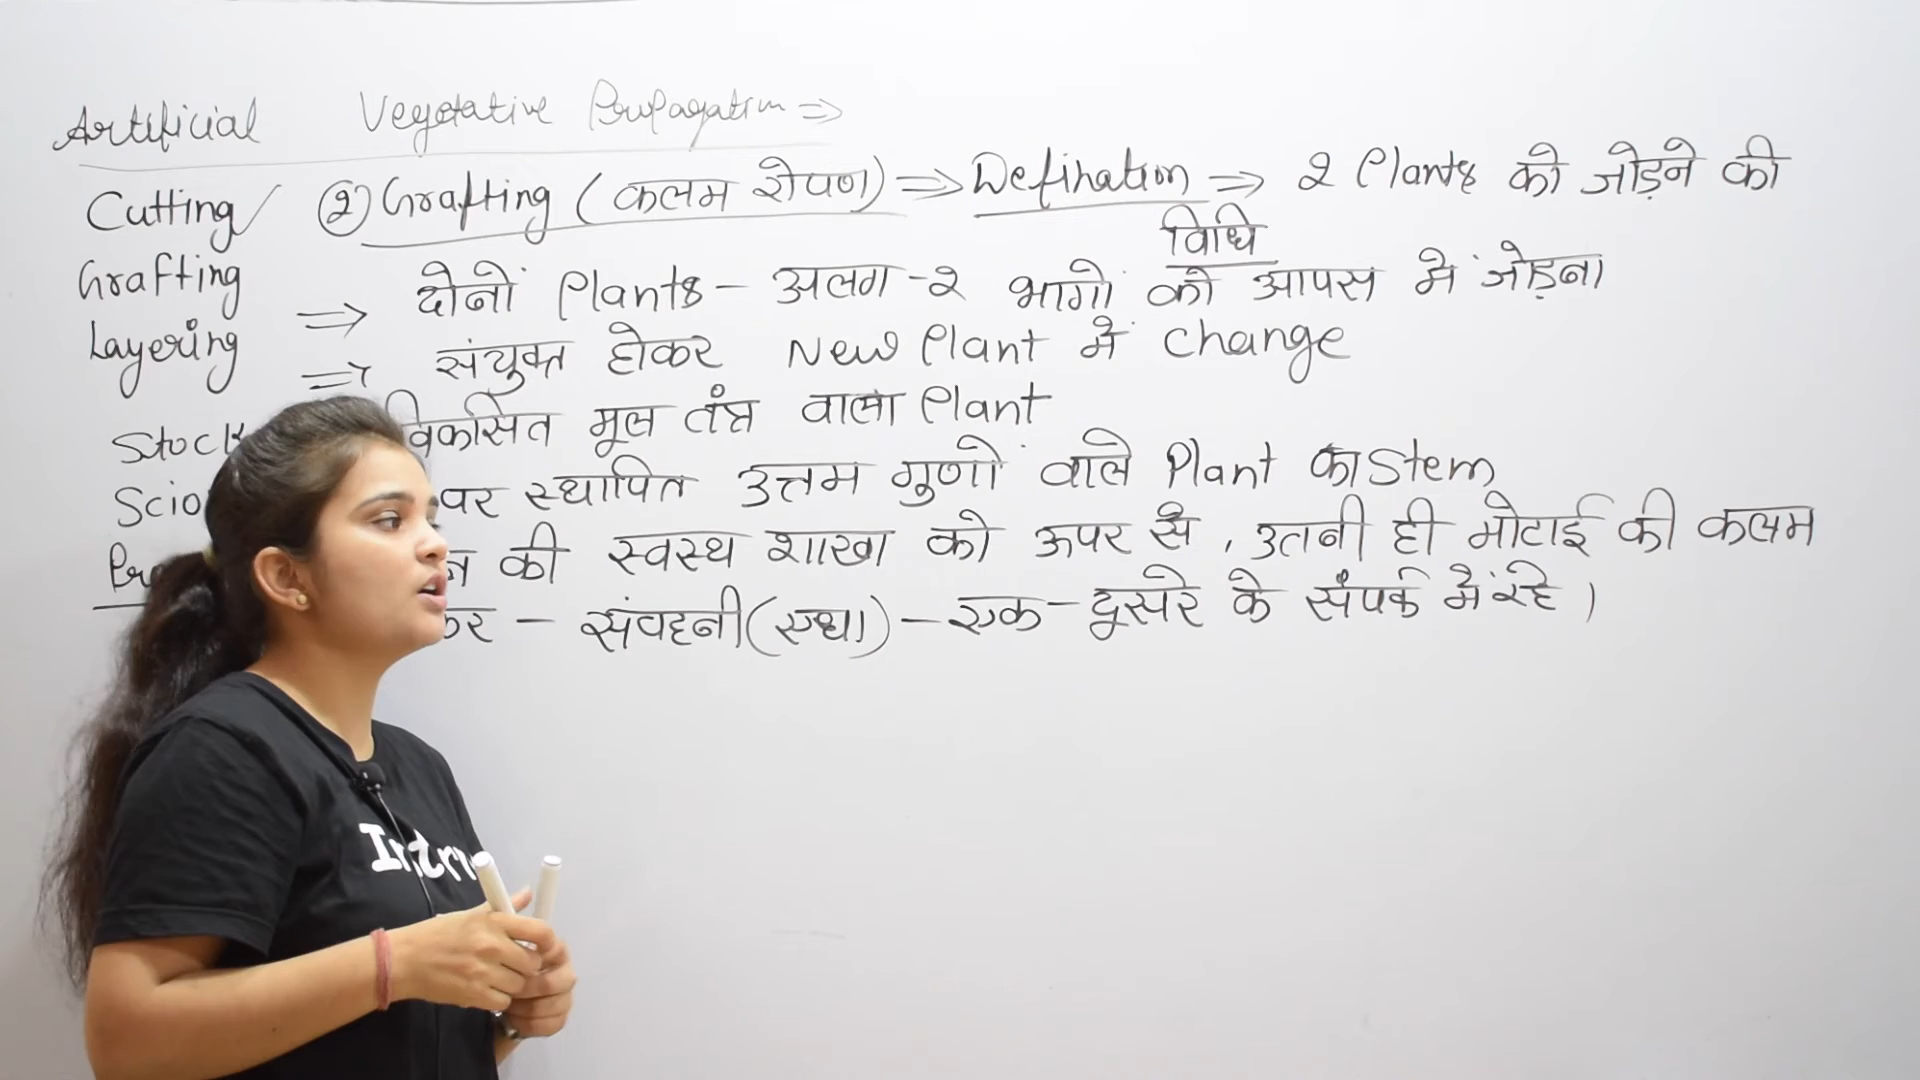 Artificial Vegetative Propagation ⇒
Cutting ✓ ② Grafting (कलम रोपण) ⇒ Defination ⇒ 2 Plants को जोड़ने की
विधि
Grafting
⇒ दोनों Plants - अलग-2 भागों को आपस में जोड़ना
Layering
⇒ संयुक्त होकर New Plant में Change
Stock विकसित मूल तंत्र वाला Plant
पर स्थापित उत्तम गुणों वाले Plant का Stem
की स्वस्थ शाखा को ऊपर से, उतनी ही मोटाई की कलम
कर - संवहनी (एधा) - एक-दूसरे के संपर्क में रहे।